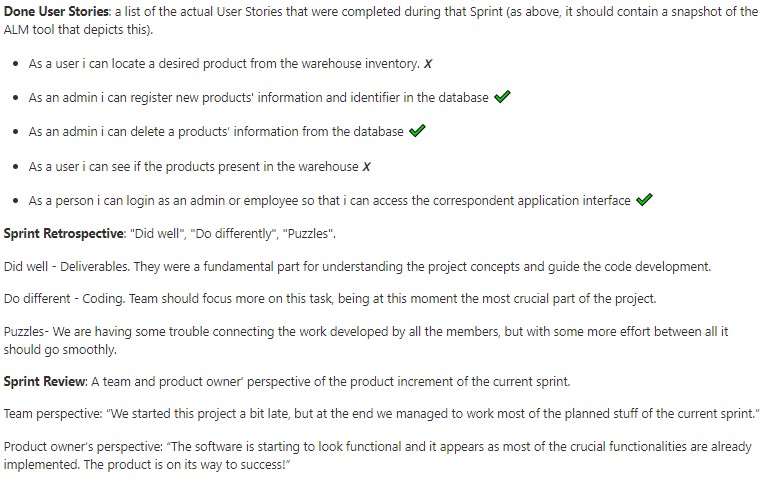 Done User Stories: a list of the actual User Stories that were completed during that Sprint (as above, it should contain a snapshot of the
ALM tool that depicts this).
• As a user i can locate a desired product from the warehouse inventory. X
• As an admin i can register new products' information and identifier in the database ✔
• As an admin i can delete a products' information from the database ✔
• As a user i can see if the products present in the warehouse X
• As a person i can login as an admin or employee so that i can access the correspondent application interface ✔
Sprint Retrospective: "Did well", "Do differently", "Puzzles".
Did well - Deliverables. They were a fundamental part for understanding the project concepts and guide the code development.
Do different - Coding. Team should focus more on this task, being at this moment the most crucial part of the project.
Puzzles- We are having some trouble connecting the work developed by all the members, but with some more effort between all it
should go smoothly.
Sprint Review: A team and product owner' perspective of the product increment of the current sprint.
Team perspective: "We started this project a bit late, but at the end we managed to work most of the planned stuff of the current sprint."
Product owner's perspective: "The software is starting to look functional and it appears as most of the crucial functionalities are already
implemented. The product is on its way to success!"